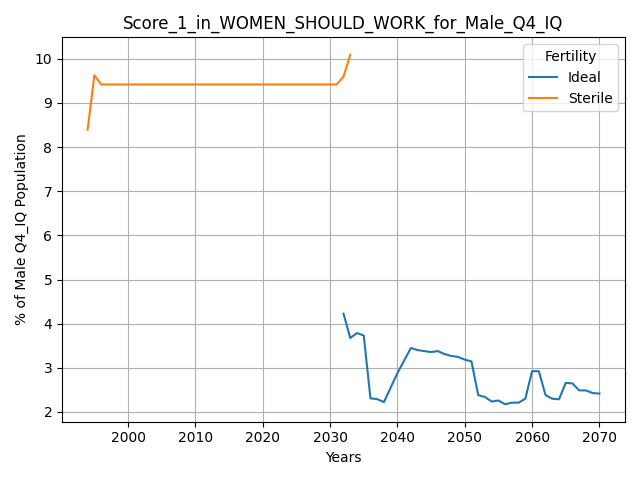 Score_1_in_WOMEN_SHOULD_WORK_for_Male_Q4_IQ
Fertility
Ideal
Sterile
% of Male Q4_IQ Population
10
9
8
7
6
5
4
3
2
2000 2010 2020 2030 2040 2050 2060 2070
Years